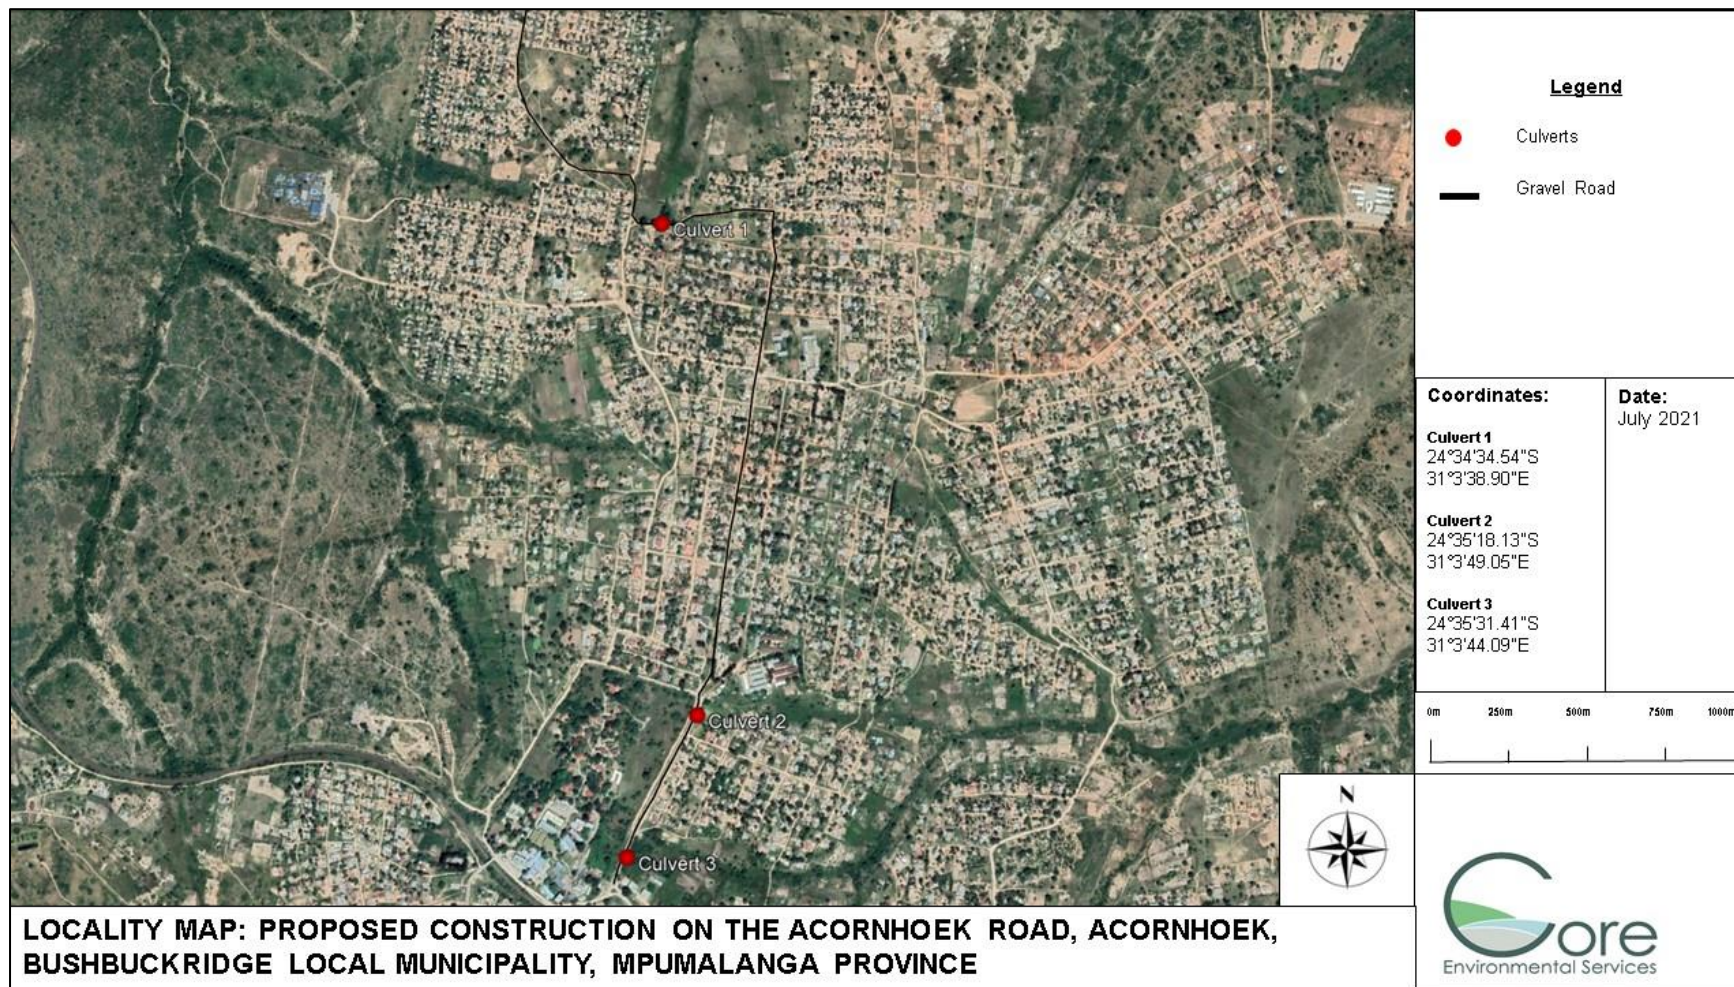 Culvert 1
Culvert 2
Culvert 3
Legend
Culverts
Gravel Road
Coordinates:
Culvert 1
24°34'34.54"S
31°3'38.90"E
Culvert 2
24°35'18.13"S
31°3'49.05"E
Culvert 3
24°35'31.41"S
31°3'44.09"E
Date:
July 2021
0m 250m 500m 750m 1000m
N
LOCALITY MAP: PROPOSED CONSTRUCTION ON THE ACORNHOEK ROAD, ACORNHOEK,
BUSHBUCKRIDGE LOCAL MUNICIPALITY, MPUMALANGA PROVINCE
Core
Environmental Services